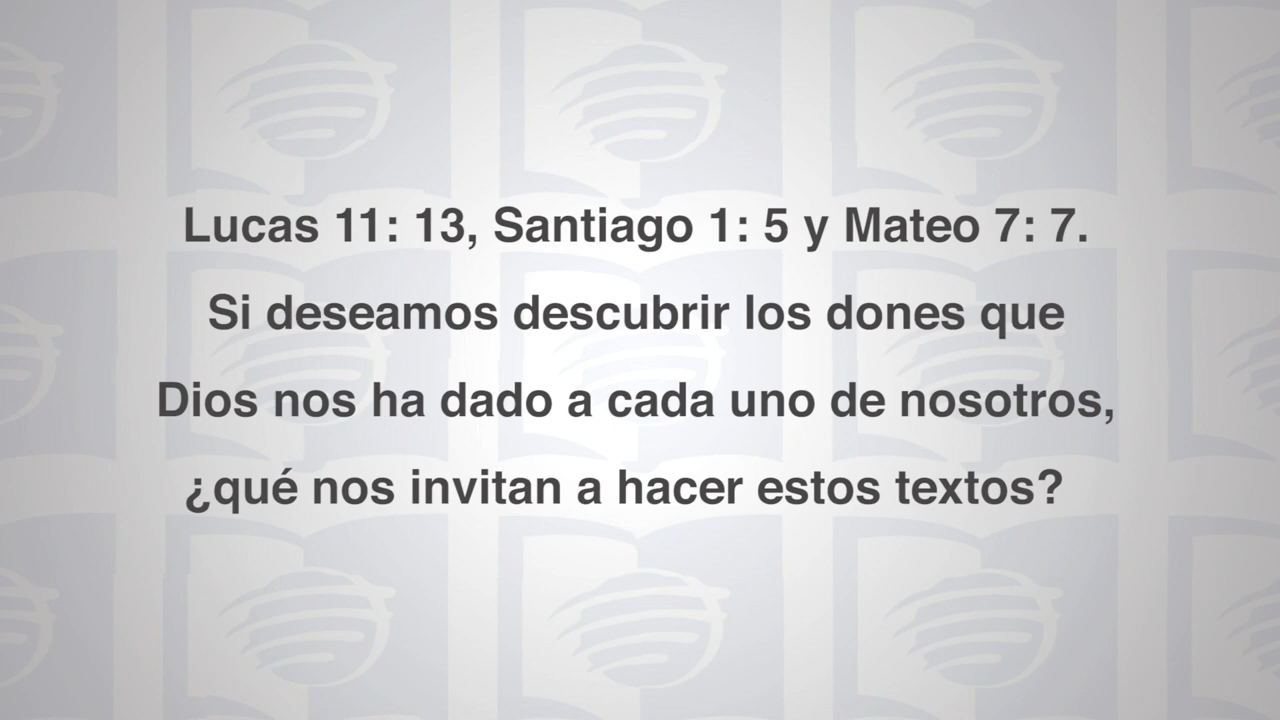 Lucas 11: 13, Santiago 1: 5 y Mateo 7: 7.
Si deseamos descubrir los dones que
Dios nos ha dado a cada uno de nosotros,
¿qué nos invitan a hacer estos textos?